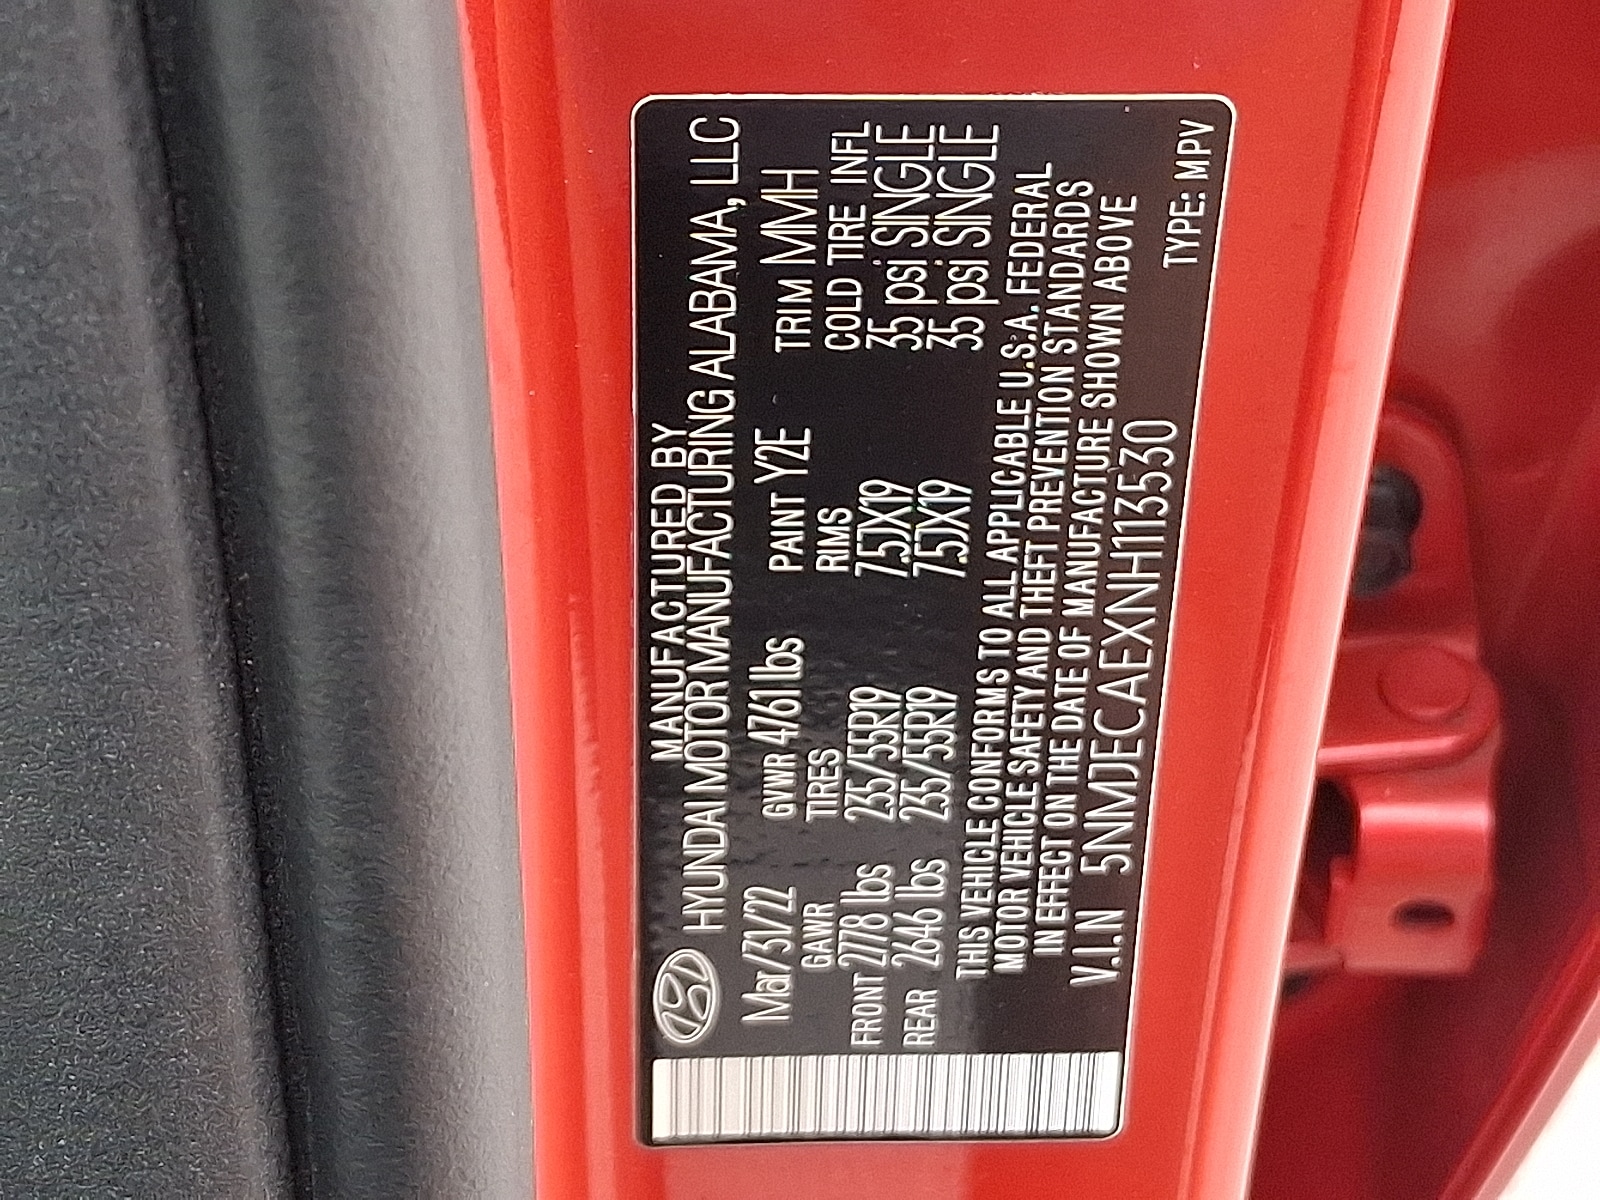 MANUFACTURED BY
HYUNDAI MOTOR MANUFACTURING ALABAMA, LLC
Mar/31/22 GVWR 4761 lbs PAINT Y2E TRIM MMH
GAWR TIRES RIMS COLD TIRE INFL
FRONT 2778 lbs 235/55R19 7.5JX19 35 psi SINGLE
REAR 2646 lbs 235/55R19 7.5JX19 35 psi SINGLE
THIS VEHICLE CONFORMS TO ALL APPLICABLE U.S.A. FEDERAL
MOTOR VEHICLE SAFETY AND THEFT PREVENTION STANDARDS
IN EFFECT ON THE DATE OF MANUFACTURE SHOWN ABOVE
V.I.N 5NMJECAEXNH113530
TYPE: MPV